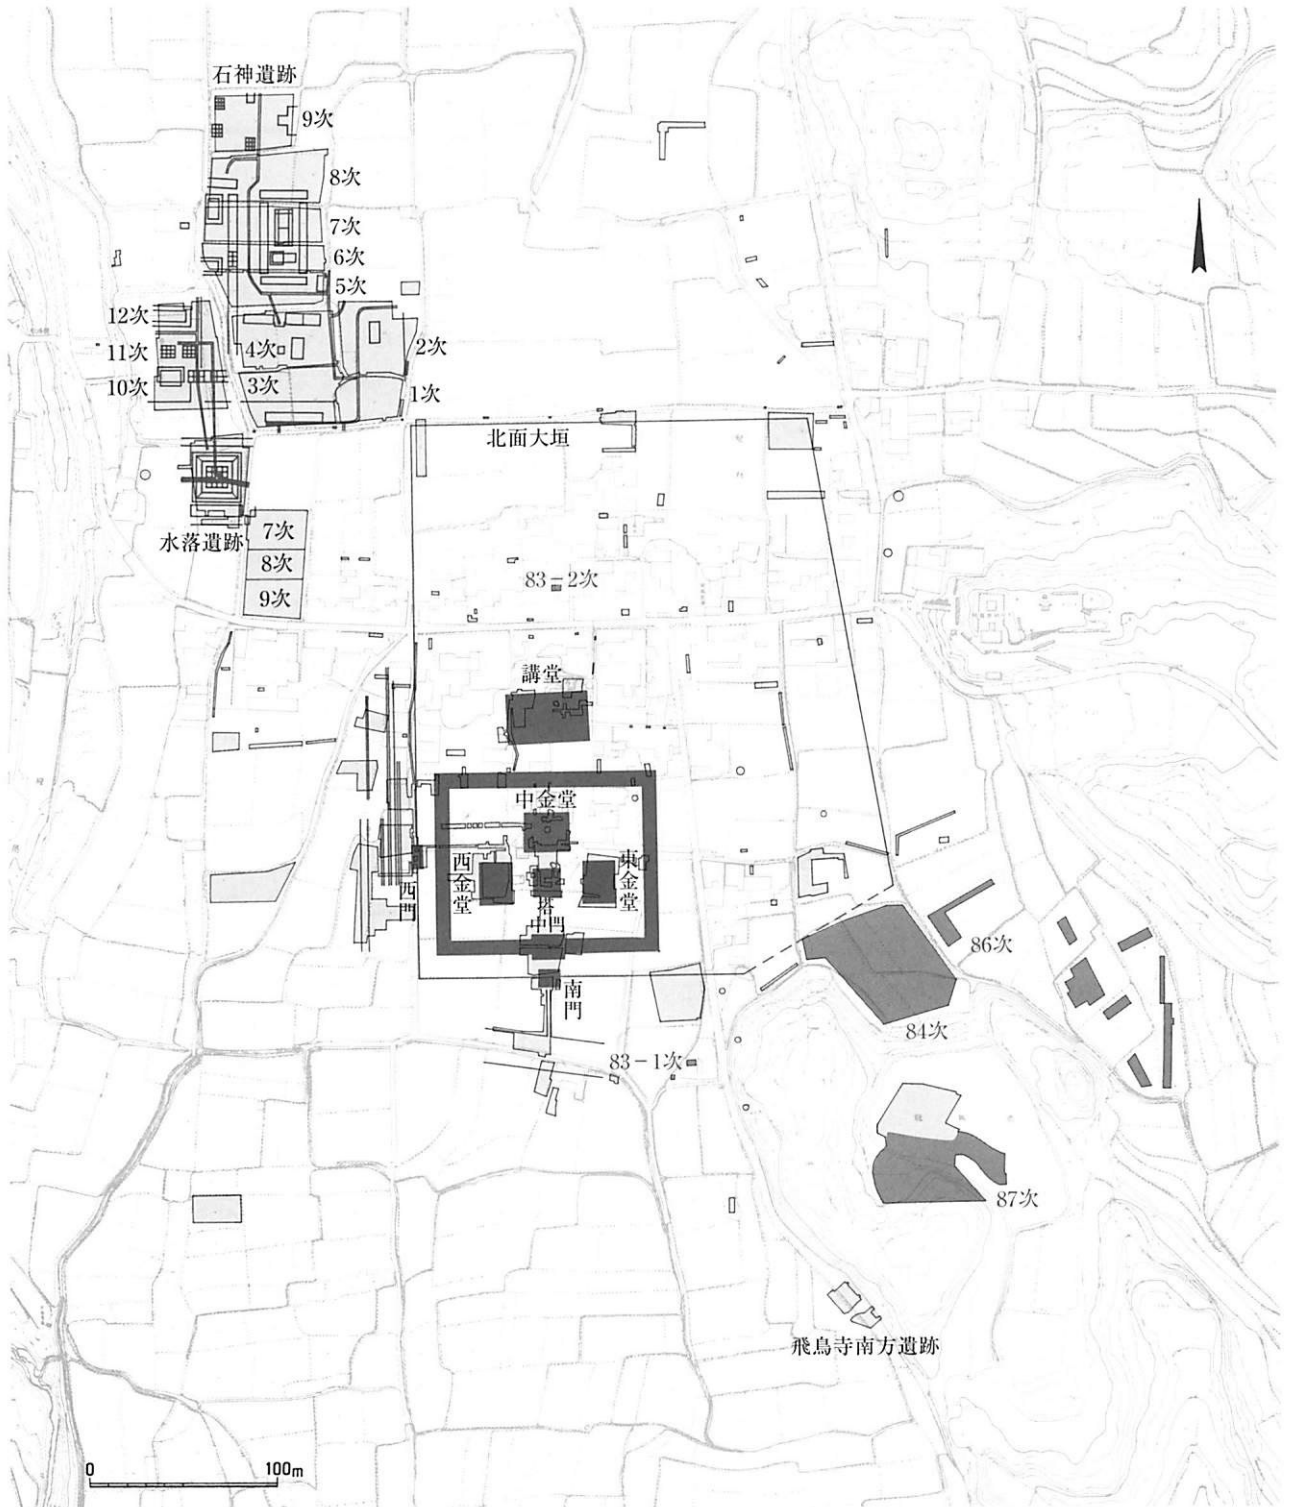 石神遺跡
9次
8次
7次
6次
5次
12次
11次
10次
4次
3次
2次
1次
北面大垣
水落遺跡
7次
8次
9次
83-2次
講堂
中金堂
西金堂
東金堂
塔
中門
西門
南門
86次
84次
83-1次
87次
飛鳥寺南方遺跡
0
100m